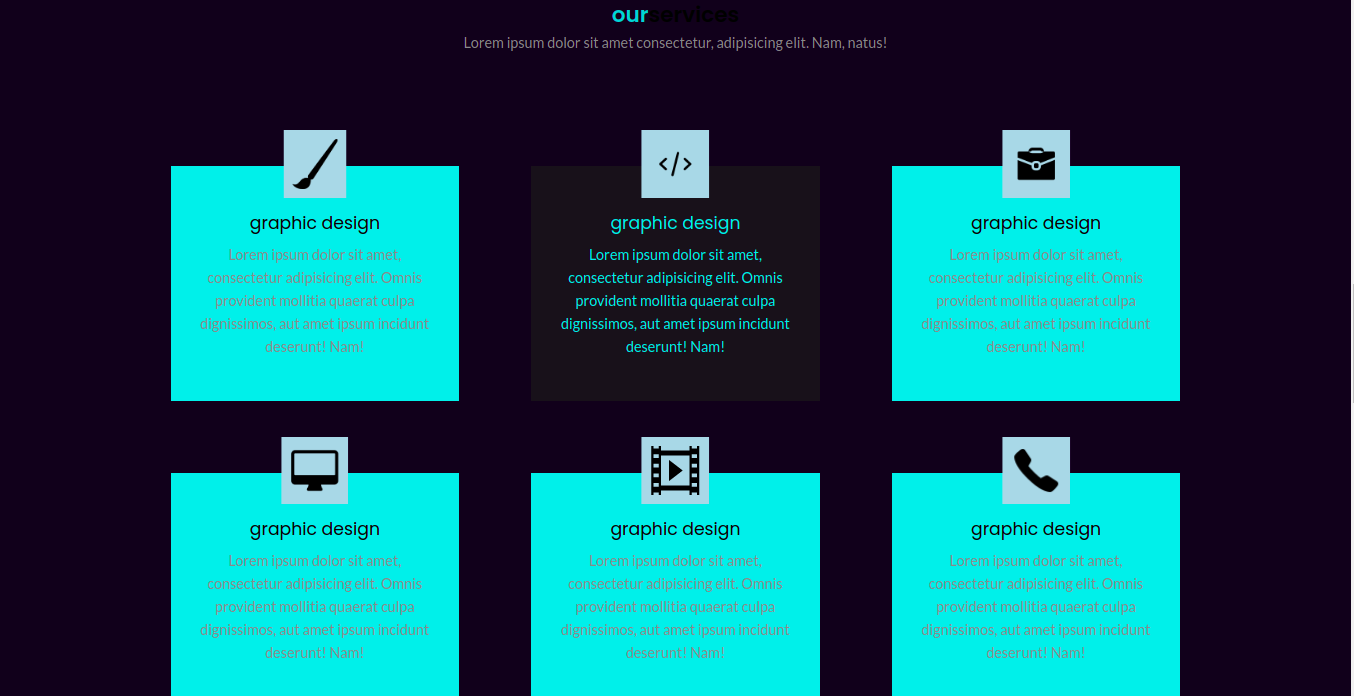 ourservices
Lorem ipsum dolor sit amet consectetur, adipisicing elit. Nam, natus!
</>
graphic design
Lorem ipsum dolor sit amet,
consectetur adipisicing elit. Omnis
provident mollitia quaerat culpa
dignissimos, aut amet ipsum incidunt
deserunt! Nam!
graphic design
Lorem ipsum dolor sit amet,
consectetur adipisicing elit. Omnis
provident mollitia quaerat culpa
dignissimos, aut amet ipsum incidunt
deserunt! Nam!
graphic design
Lorem ipsum dolor sit amet,
consectetur adipisicing elit. Omnis
provident mollitia quaerat culpa
dignissimos, aut amet ipsum incidunt
deserunt! Nam!
graphic design
Lorem ipsum dolor sit amet,
consectetur adipisicing elit. Omnis
provident mollitia quaerat culpa
dignissimos, aut amet ipsum incidunt
deserunt! Nam!
graphic design
Lorem ipsum dolor sit amet,
consectetur adipisicing elit. Omnis
provident mollitia quaerat culpa
dignissimos, aut amet ipsum incidunt
deserunt! Nam!
graphic design
Lorem ipsum dolor sit amet,
consectetur adipisicing elit. Omnis
provident mollitia quaerat culpa
dignissimos, aut amet ipsum incidunt
deserunt! Nam!